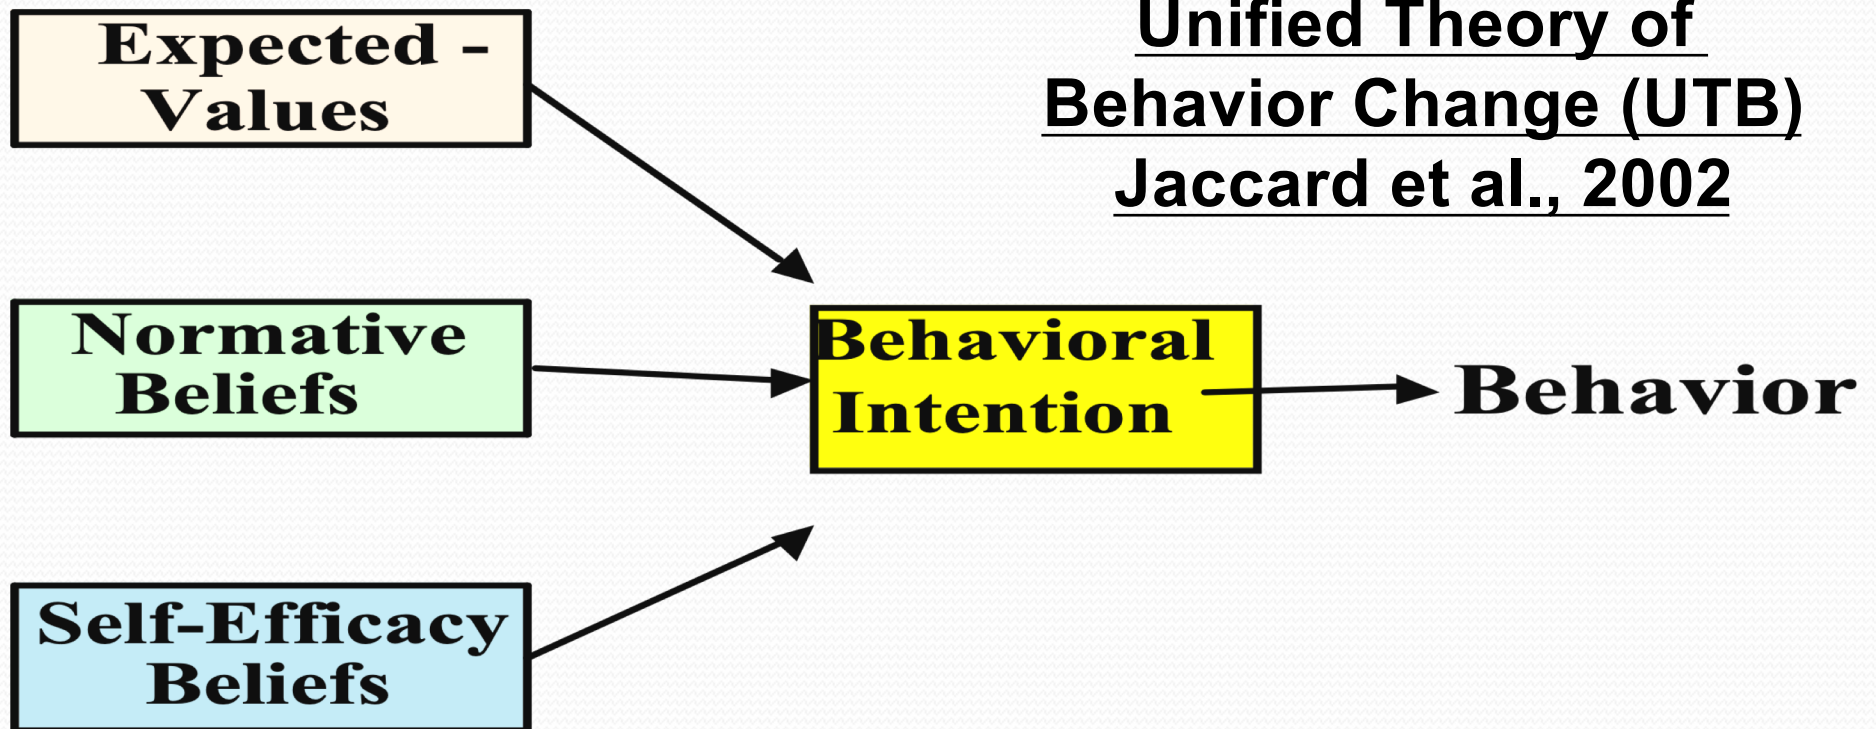 Expected -
Values
Unified Theory of
Behavior Change (UTB)
Jaccard et al., 2002
Normative
Beliefs
Behavioral
Intention
Behavior
Self-Efficacy
Beliefs